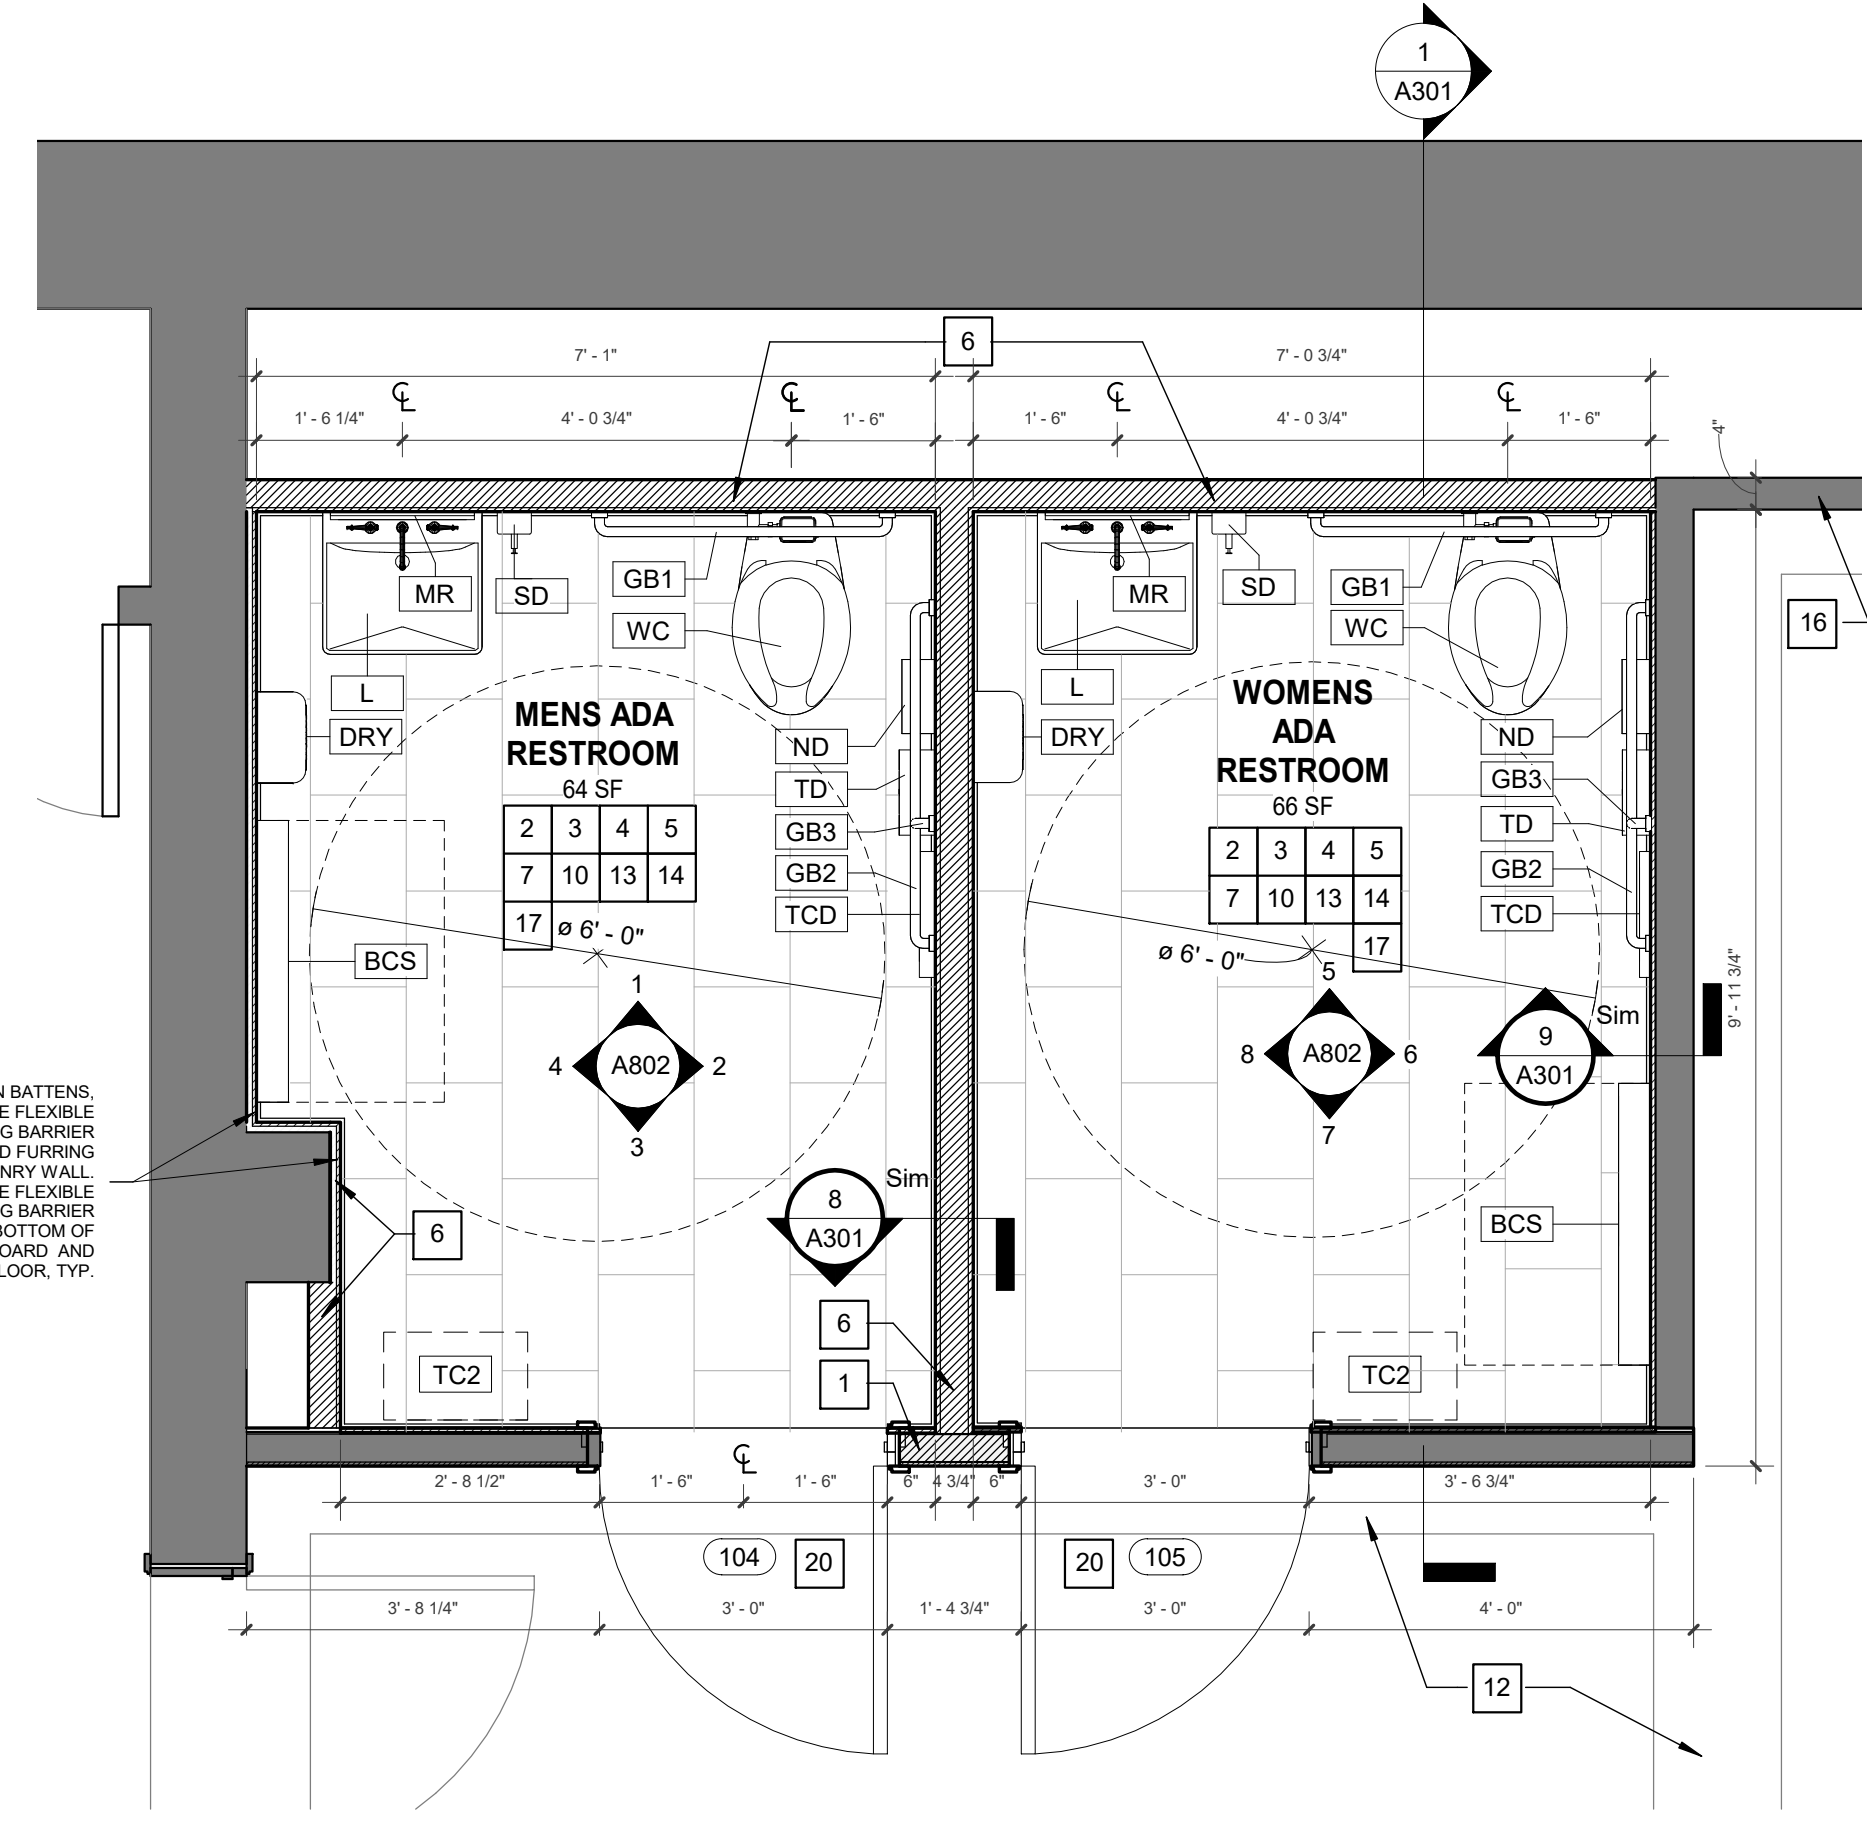 1
A301
6
7' - 1"
7' - 0 3/4"
1' - 6 1/4"
4' - 0 3/4"
1' - 6"
1' - 6"
4' - 0 3/4"
1' - 6"
4"
MR
SD
GB1
WC
L
DRY
MENS ADA
RESTROOM
64 SF
2 3 4 5
7 10 13 14
17
ø 6' - 0"
ND
TD
GB3
GB2
TCD
BCS
1
4 A802 2
3
MR
SD
GB1
WC
L
DRY
WOMENS
ADA
RESTROOM
66 SF
2 3 4 5
7 10 13 14
17
ø 6' - 0"
ND
GB3
TD
GB2
TCD
5
8 A802 6
7
9
A301
Sim
BCS
16
9' - 11 3/4"
N BATTENS,
E FLEXIBLE
G BARRIER
D FURRING
NRY WALL.
E FLEXIBLE
G BARRIER
BOTTOM OF
OARD AND
LOOR, TYP.
6
8
A301
Sim
6
1
TC2
TC2
2' - 8 1/2"
1' - 6"
1' - 6"
6"
4 3/4"
6"
3' - 0"
3' - 6 3/4"
104
20
20
105
3' - 8 1/4"
3' - 0"
1' - 4 3/4"
3' - 0"
4' - 0"
12